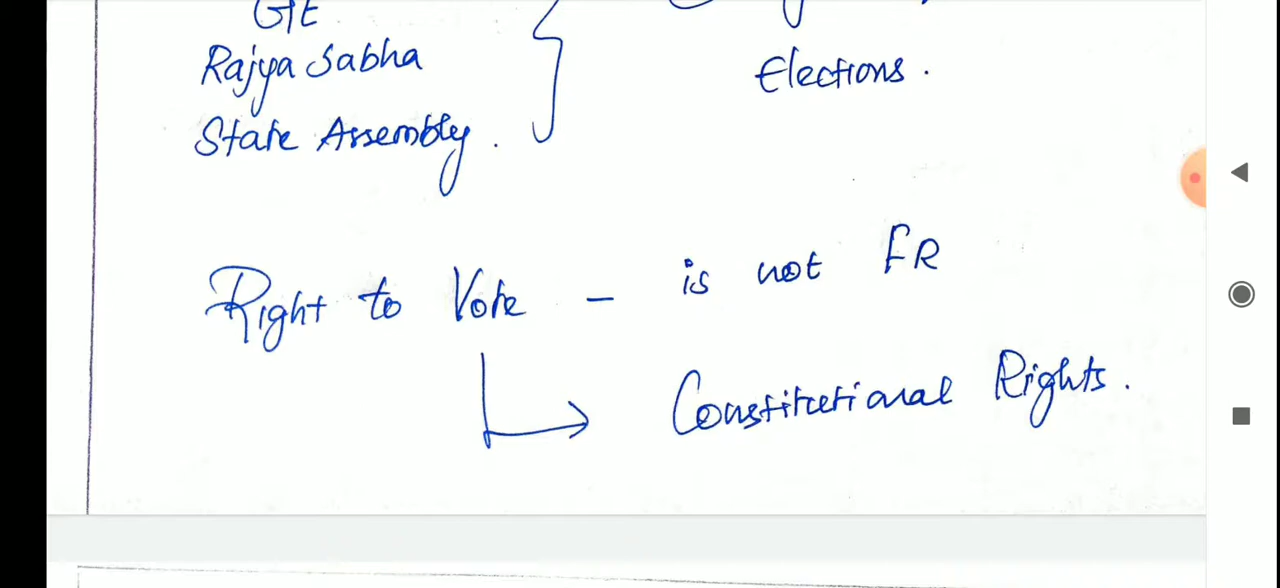 GE
Rajya Sabha
State Assembly.
Elections.
Right to Vote - is not FR
Constitutional Rights.